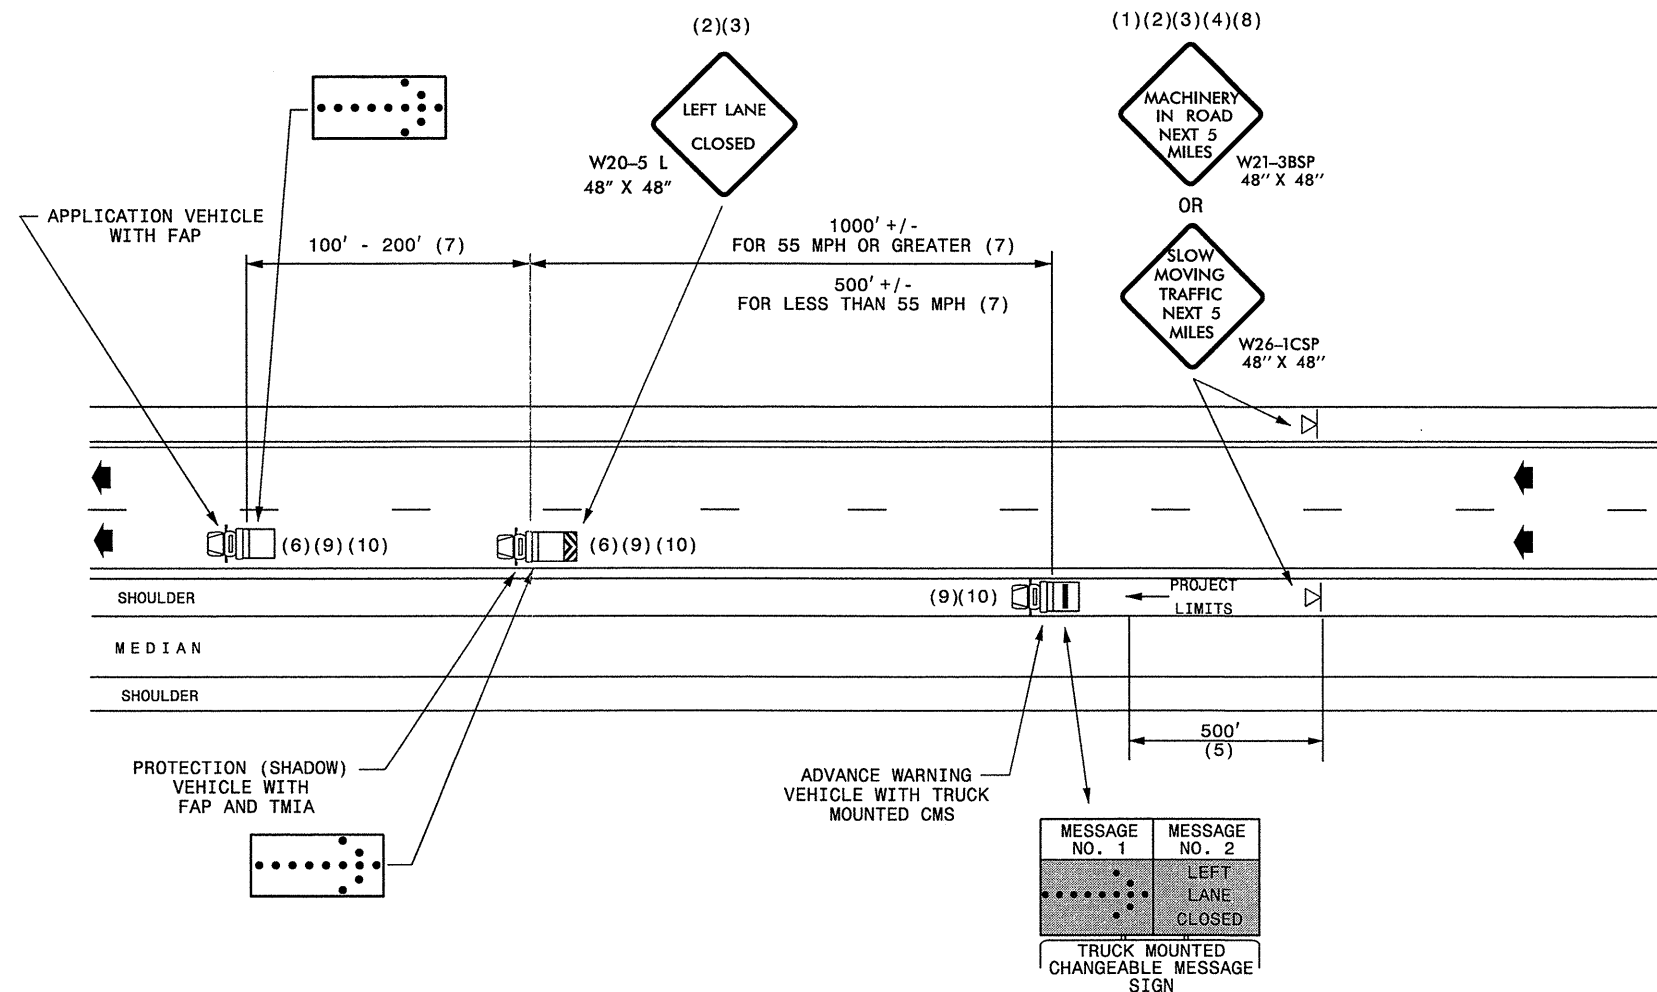 (2)(3)
(1)(2)(3)(4)(8)
LEFT LANE
CLOSED
W20-5 L
48" X 48"
MACHINERY
IN ROAD
NEXT 5
MILES
W21-3BSP
48" X 48"
OR
SLOW
MOVING
TRAFFIC
NEXT 5
MILES
W26-1CSP
48" X 48"
APPLICATION VEHICLE
WITH FAP
100' - 200' (7)
1000' +/-
FOR 55 MPH OR GREATER (7)
500' +/-
FOR LESS THAN 55 MPH (7)
(6)(9)(10)
(6)(9)(10)
SHOULDER
(9)(10)
PROJECT
LIMITS
MEDIAN
SHOULDER
500'
(5)
PROTECTION (SHADOW)
VEHICLE WITH
FAP AND TMIA
ADVANCE WARNING
VEHICLE WITH TRUCK
MOUNTED CMS
MESSAGE
NO. 1
MESSAGE
NO. 2
LEFT
LANE
CLOSED
TRUCK MOUNTED
CHANGEABLE MESSAGE
SIGN